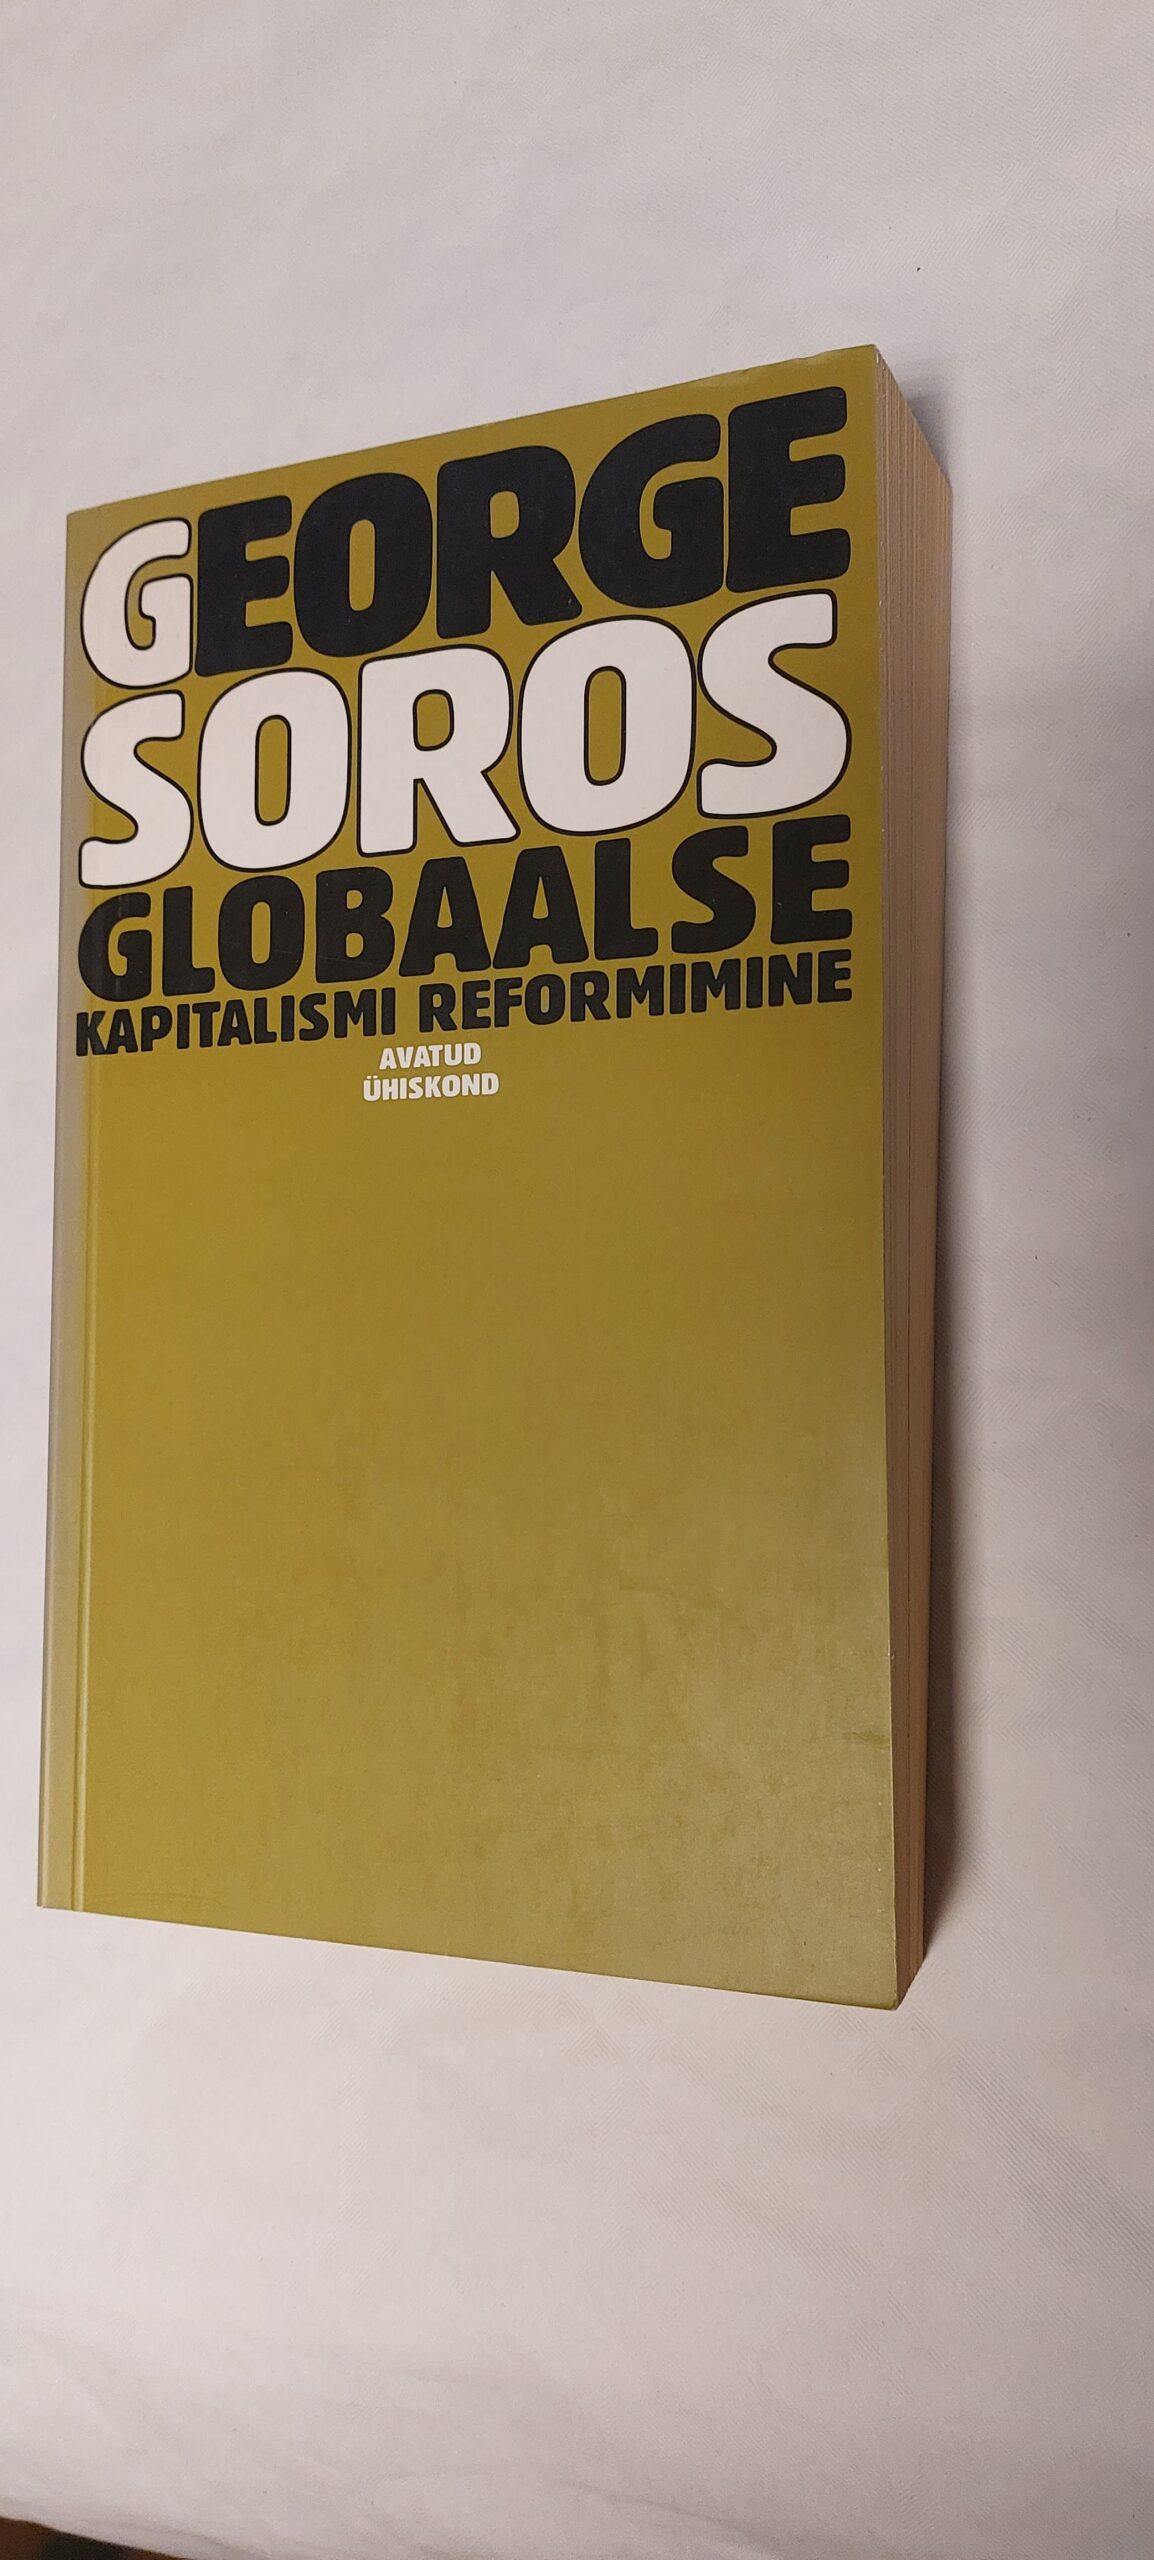 GEORGE
SOROS
GLOBAALSE
KAPITALISMI REFORMIMINE
AVATUD
ÜHISKOND